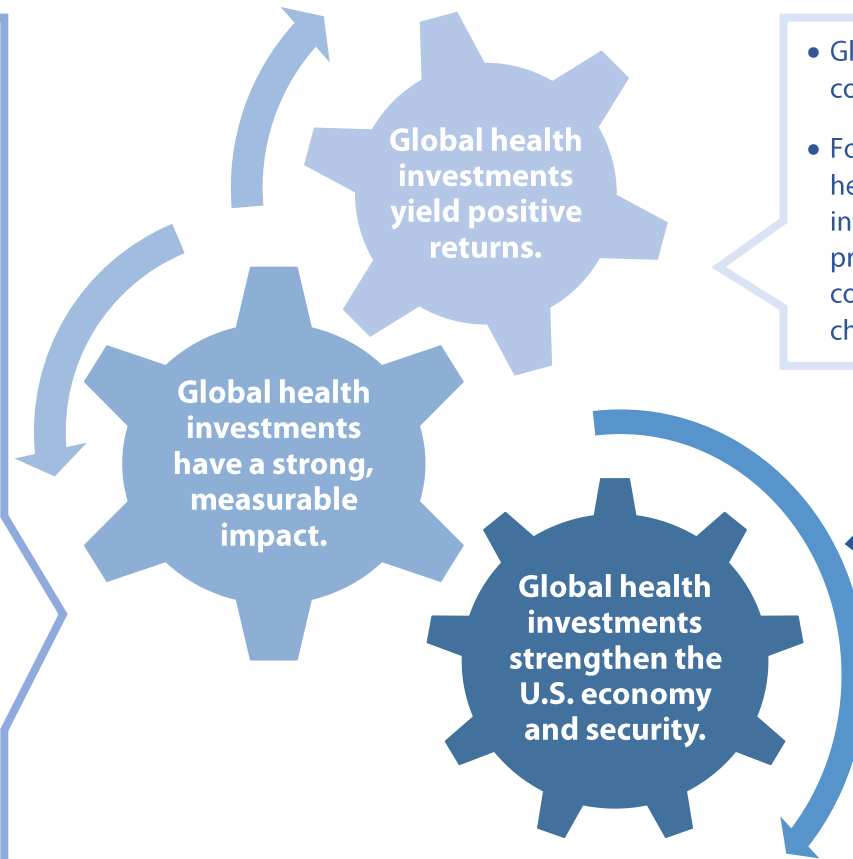 Global health
investments
yield positive
returns.
Global health
investments
have a strong,
measurable
impact.
Global health
investments
strengthen the
U.S. economy
and security.